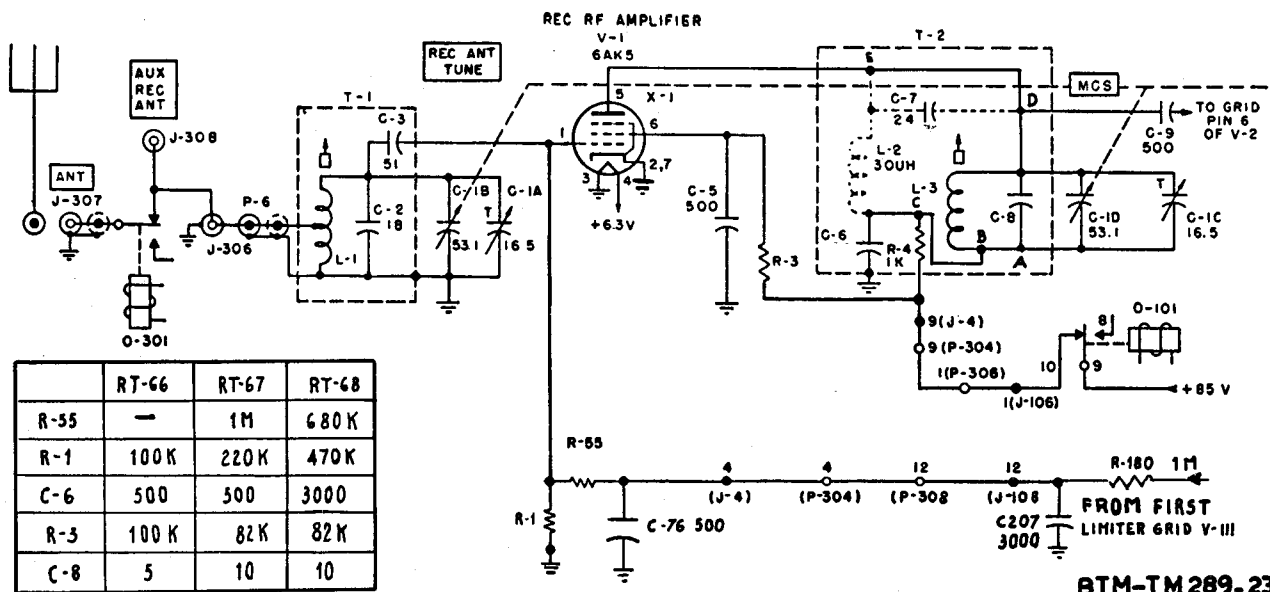 REC RF AMPLIFIER
V-1
6AK5
T-2
REC ANT
TUNE
E
AUX
REC
ANT
MCS
T-1
X-1
5
C-7
24
D
TO GRID
PIN 6
OF V-2
C-9
500
J-308
C-3
51
1
6
L-2
30UH
ANT
3
4
2,7
L-3
J-307
P-6
C-1B
C-1A
C-5
500
C
C-8
C-1D
T
C-1C
C-2
18
T
+6.3V
C-6
B
53.1
16.5
J-306
53.1
16.5
R-3
R-4
1K
A
L-1
9(J-4)
8
O-101
O-301
9(P-304)
10
9
1(P-306)
1(J-106)
+85 V
RT-66 RT-67 RT-68
R-55 — 1M 680K
R-1 100K 220K 470K
C-6 500 500 3000
R-3 100K 82K 82K
C-8 5 10 10
R-55
4
(J-4)
4
(P-304)
12
(P-308)
12
(J-108)
R-180
1M
R-1
C-76 500
C207
3000
FROM FIRST
LIMITER GRID V-111
BTM-TM289-23